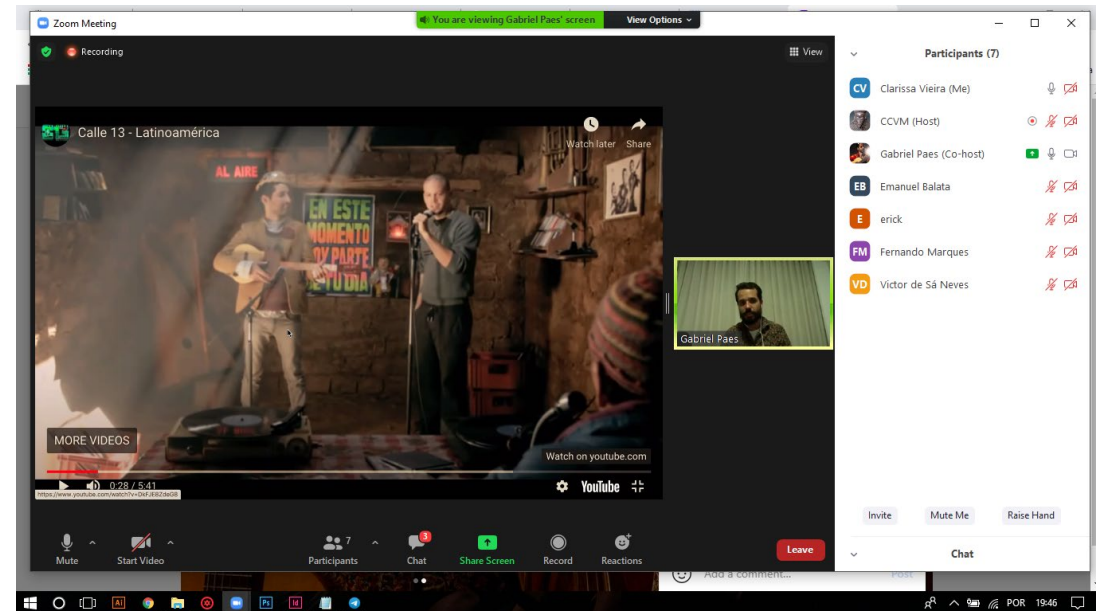 Zoom Meeting
You are viewing Gabriel Paes' screen
View Options
Recording
View
Calle 13 - Latinoamérica
Watch later
Share
AL AIRE
EN ESTE
MOMENTO
SOY PARTE
DE TU DIA
MORE VIDEOS
Watch on youtube.com
0:28 / 5:41
YouTube
Gabriel Paes
Participants (7)
CV
Clarissa Vieira (Me)
CCVM (Host)
Gabriel Paes (Co-host)
EB
Emanuel Balata
E
erick
FM
Fernando Marques
VD
Victor de Sá Neves
Invite
Mute Me
Raise Hand
Chat
Mute
Start Video
7
Participants
3
Chat
Share Screen
Record
Reactions
Leave
Add a comment...
Post
Ai
Ps
Id
POR
19:46